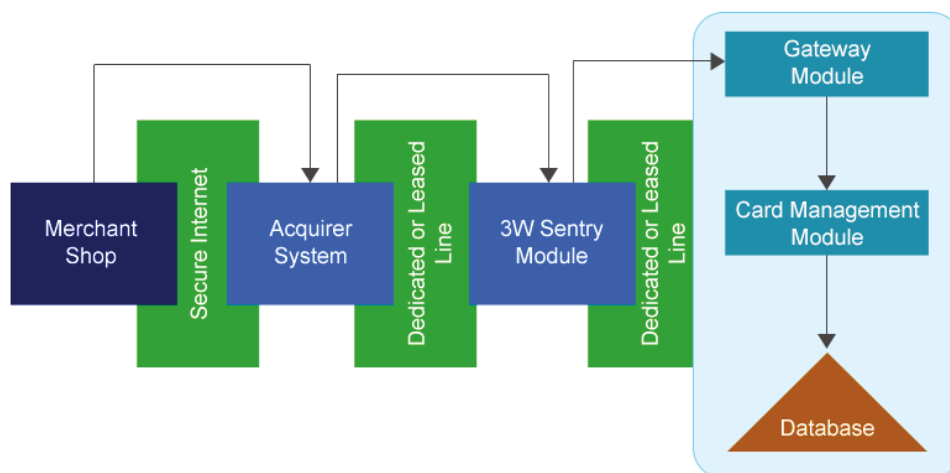 Merchant
Shop
Secure Internet
Acquirer
System
Dedicated or Leased
Line
3W Sentry
Module
Dedicated or Leased
Line
Gateway
Module
Card Management
Module
Database